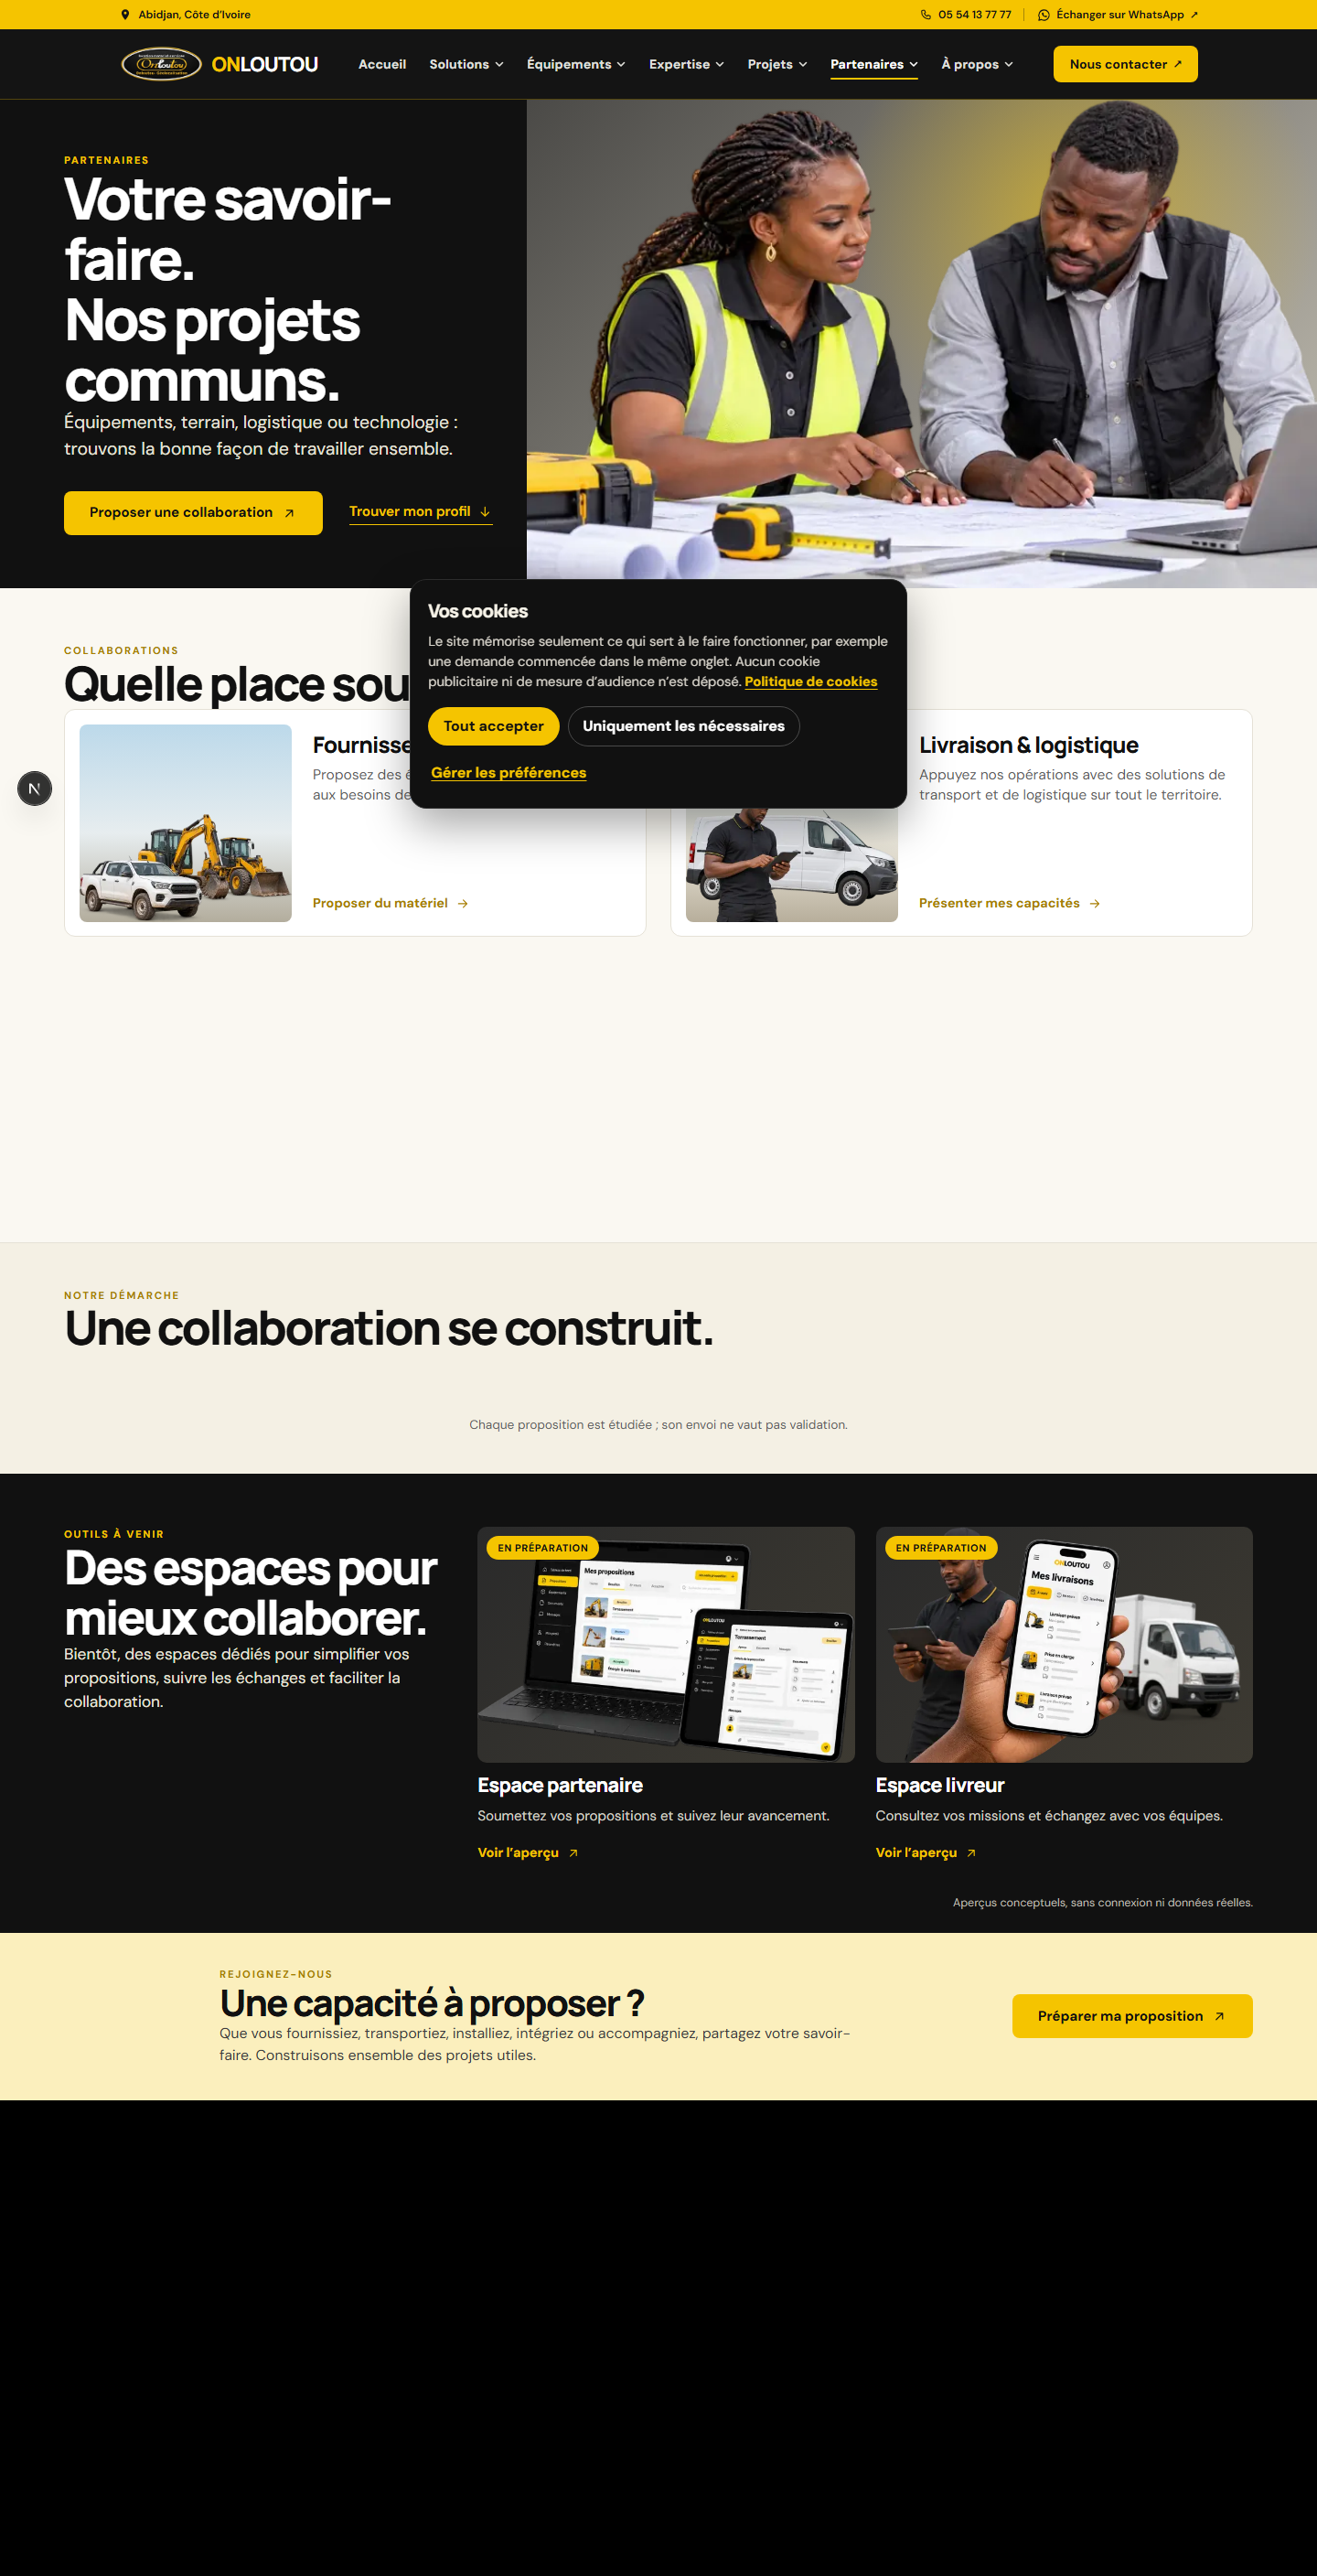 Abidjan, Côte d’Ivoire
05 54 13 77 77
Échanger sur WhatsApp ↗
OnLoutou
ONLOUTOU
Accueil
Solutions
Équipements
Expertise
Projets
Partenaires
À propos
Nous contacter ↗
PARTENAIRES
Votre savoir-
faire.
Nos projets
communs.
Équipements, terrain, logistique ou technologie :
trouvons la bonne façon de travailler ensemble.
Proposer une collaboration ↗
Trouver mon profil ↓
Vos cookies
Le site mémorise seulement ce qui sert à le faire fonctionner, par exemple
une demande commencée dans le même onglet. Aucun cookie
publicitaire ni de mesure d’audience n’est déposé. Politique de cookies
Tout accepter
Uniquement les nécessaires
Gérer les préférences
COLLABORATIONS
Quelle place sou
N
Fournisse
Proposez des é
aux besoins de
Proposer du matériel →
Livraison & logistique
Appuyez nos opérations avec des solutions de
transport et de logistique sur tout le territoire.
Présenter mes capacités →
NOTRE DÉMARCHE
Une collaboration se construit.
Chaque proposition est étudiée ; son envoi ne vaut pas validation.
OUTILS À VENIR
Des espaces pour
mieux collaborer.
Bientôt, des espaces dédiés pour simplifier vos
propositions, suivre les échanges et faciliter la
collaboration.
EN PRÉPARATION
Mes propositions
ONLOUTOU
Terrassement
Espace partenaire
Soumettez vos propositions et suivez leur avancement.
Voir l’aperçu ↗
EN PRÉPARATION
ONLOUTOU
Mes livraisons
Livraison prévue
Prise en charge
Livraison prévue
Espace livreur
Consultez vos missions et échangez avec vos équipes.
Voir l’aperçu ↗
Aperçus conceptuels, sans connexion ni données réelles.
REJOIGNEZ-NOUS
Une capacité à proposer ?
Que vous fournissiez, transportiez, installiez, intégriez ou accompagniez, partagez votre savoir-
faire. Construisons ensemble des projets utiles.
Préparer ma proposition ↗